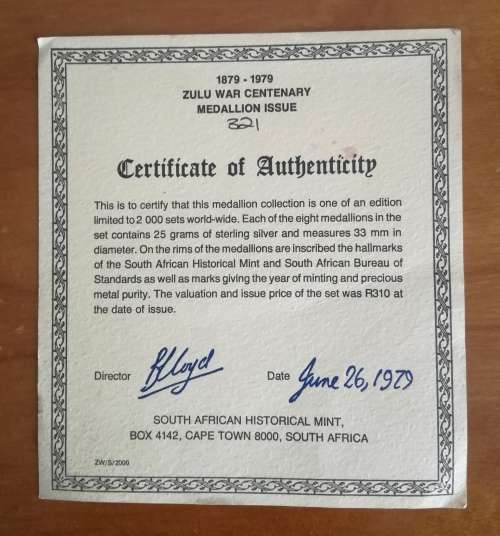 1879 - 1979
ZULU WAR CENTENARY
MEDALLION ISSUE
321
Certificate of Authenticity
This is to certify that this medallion collection is one of an edition
limited to 2 000 sets world-wide. Each of the eight medallions in the
set contains 25 grams of sterling silver and measures 33 mm in
diameter. On the rims of the medallions are inscribed the hallmarks
of the South African Historical Mint and South African Bureau of
Standards as well as marks giving the year of minting and precious
metal purity. The valuation and issue price of the set was R310 at
the date of issue.
Director Lloyd Date June 26, 1979
SOUTH AFRICAN HISTORICAL MINT,
BOX 4142, CAPE TOWN 8000, SOUTH AFRICA
ZW/S/2000